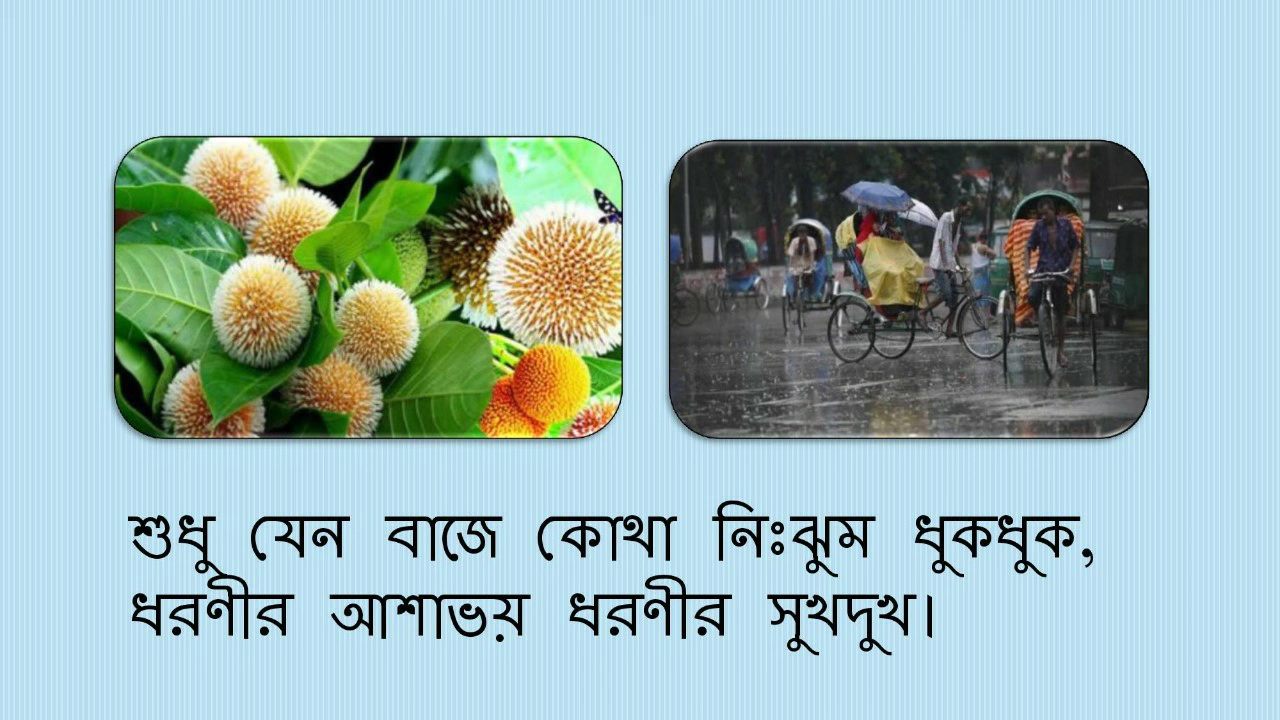 শুধু যেন বাজে কোথা নিঃঝুম ধুকধুক,
ধরণীর আশাভয় ধরণীর সুখদুখ।